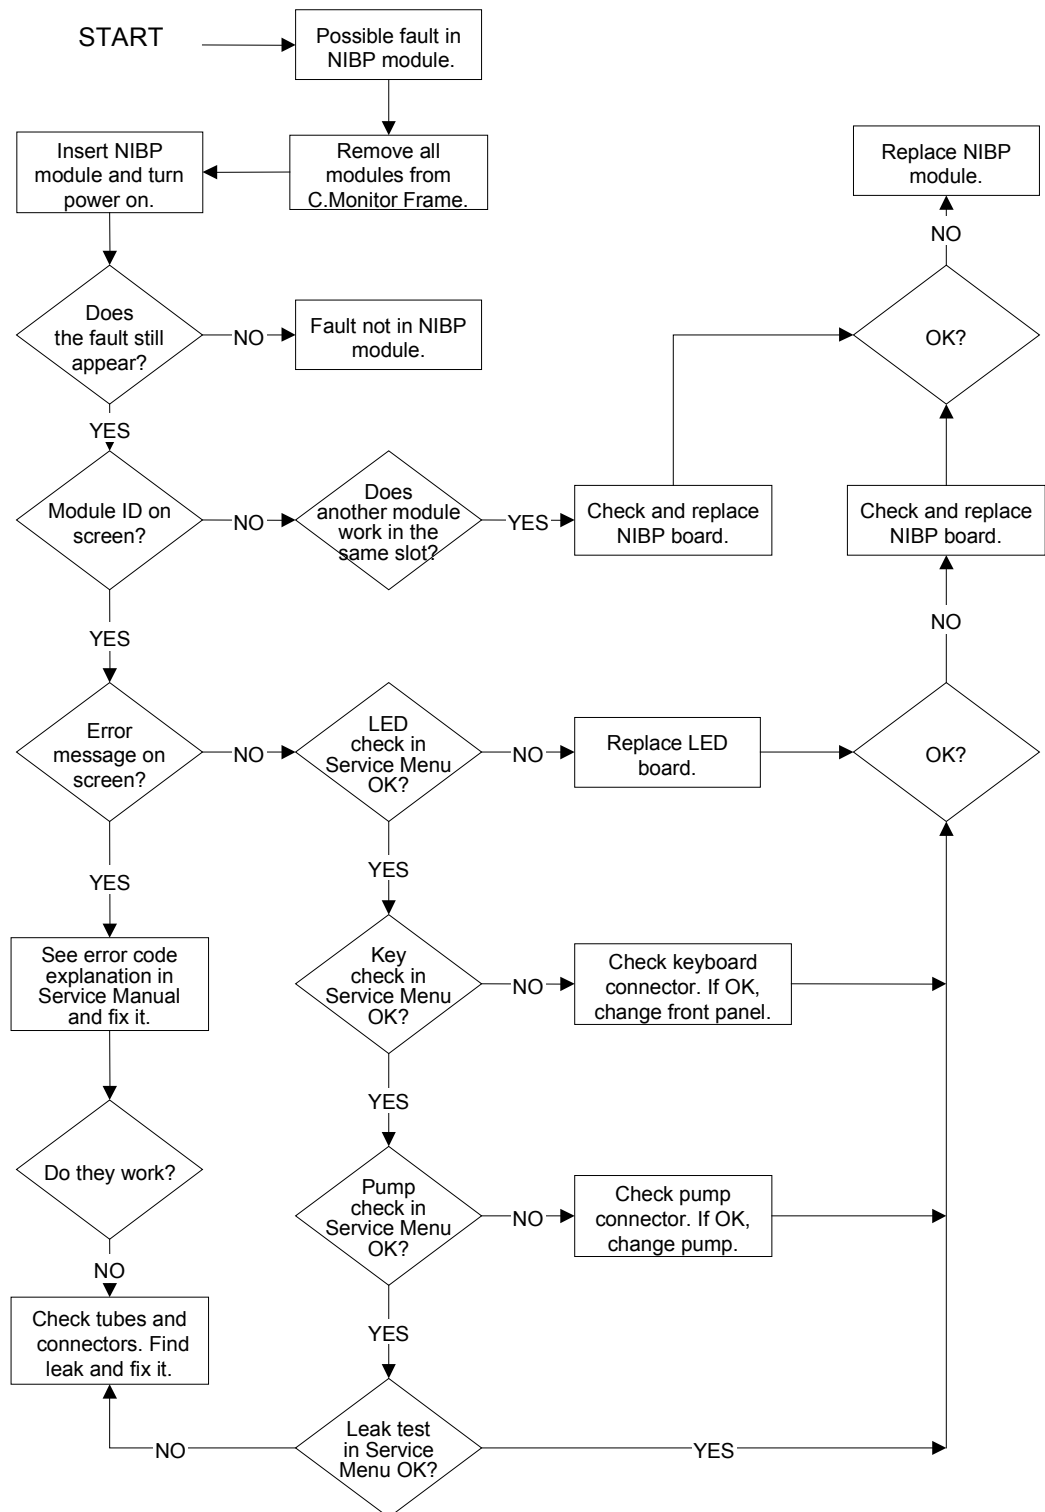 START
Possible fault in
NIBP module.
Insert NIBP
module and turn
power on.
Remove all
modules from
C.Monitor Frame.
Replace NIBP
module.
NO
Does
the fault still
appear?
NO
Fault not in NIBP
module.
OK?
YES
Module ID on
screen?
NO
Does
another module
work in the
same slot?
YES
Check and replace
NIBP board.
Check and replace
NIBP board.
YES
NO
Error
message on
screen?
NO
LED
check in
Service Menu
OK?
NO
Replace LED
board.
OK?
YES
YES
See error code
explanation in
Service Manual
and fix it.
Key
check in
Service Menu
OK?
NO
Check keyboard
connector. If OK,
change front panel.
YES
Do they work?
Pump
check in
Service Menu
OK?
NO
Check pump
connector. If OK,
change pump.
NO
Check tubes and
connectors. Find
leak and fix it.
YES
Leak test
in Service
Menu OK?
NO
YES